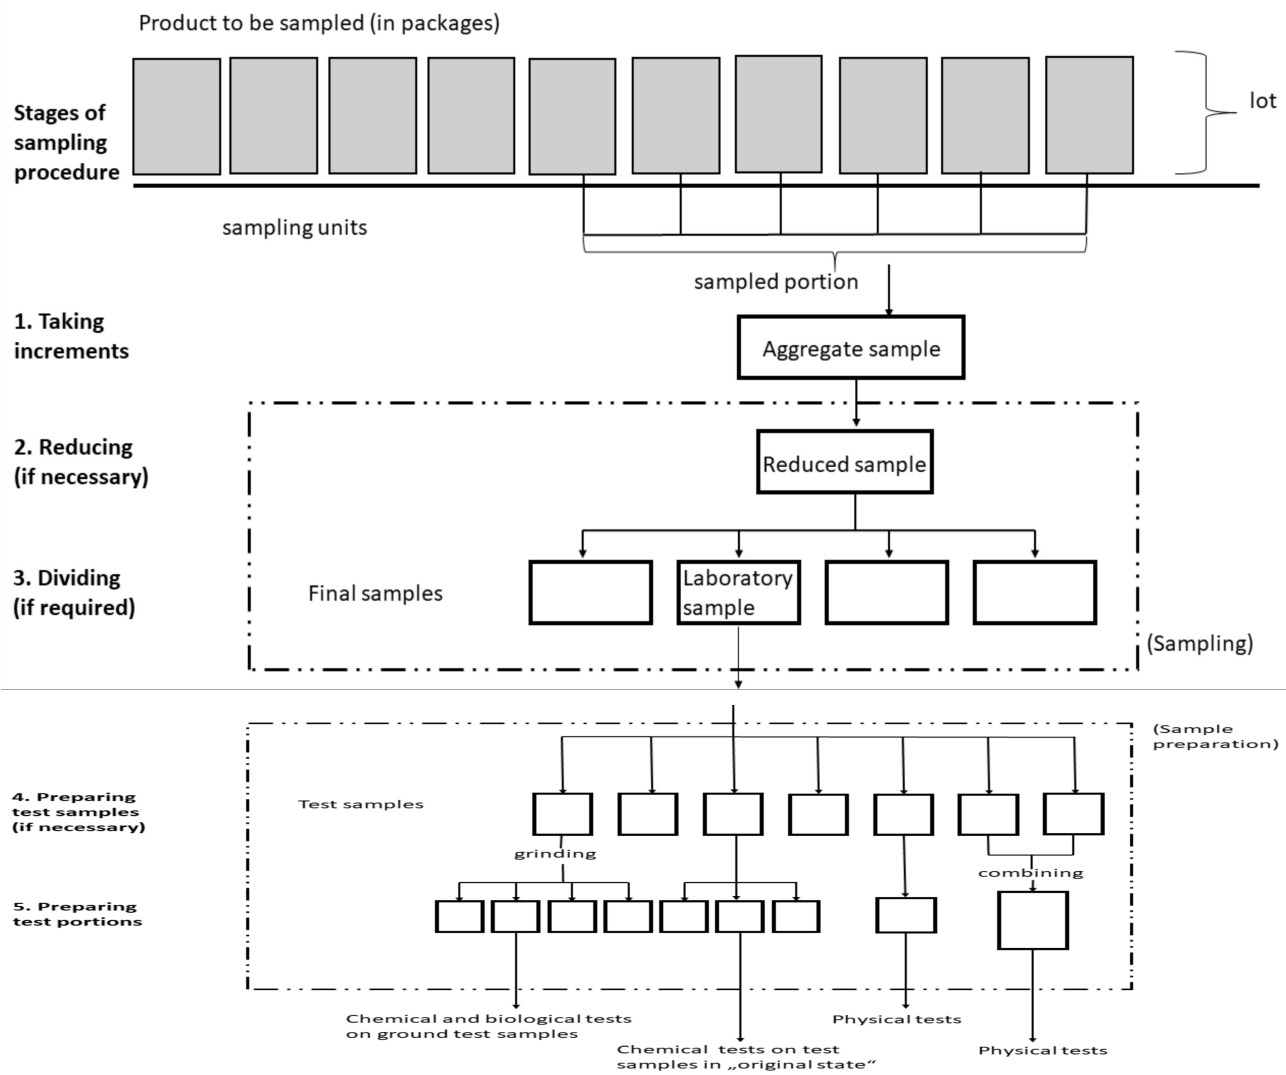 Product to be sampled (in packages)
Stages of
sampling
procedure
lot
sampling units
sampled portion
1. Taking
increments
Aggregate sample
2. Reducing
(if necessary)
Reduced sample
3. Dividing
(if required)
Final samples
Laboratory
sample
(Sampling)
(Sample
preparation)
4. Preparing
test samples
(if necessary)
Test samples
grinding
combining
5. Preparing
test portions
Chemical and biological tests
on ground test samples
Chemical tests on test
samples in „original state“
Physical tests
Physical tests